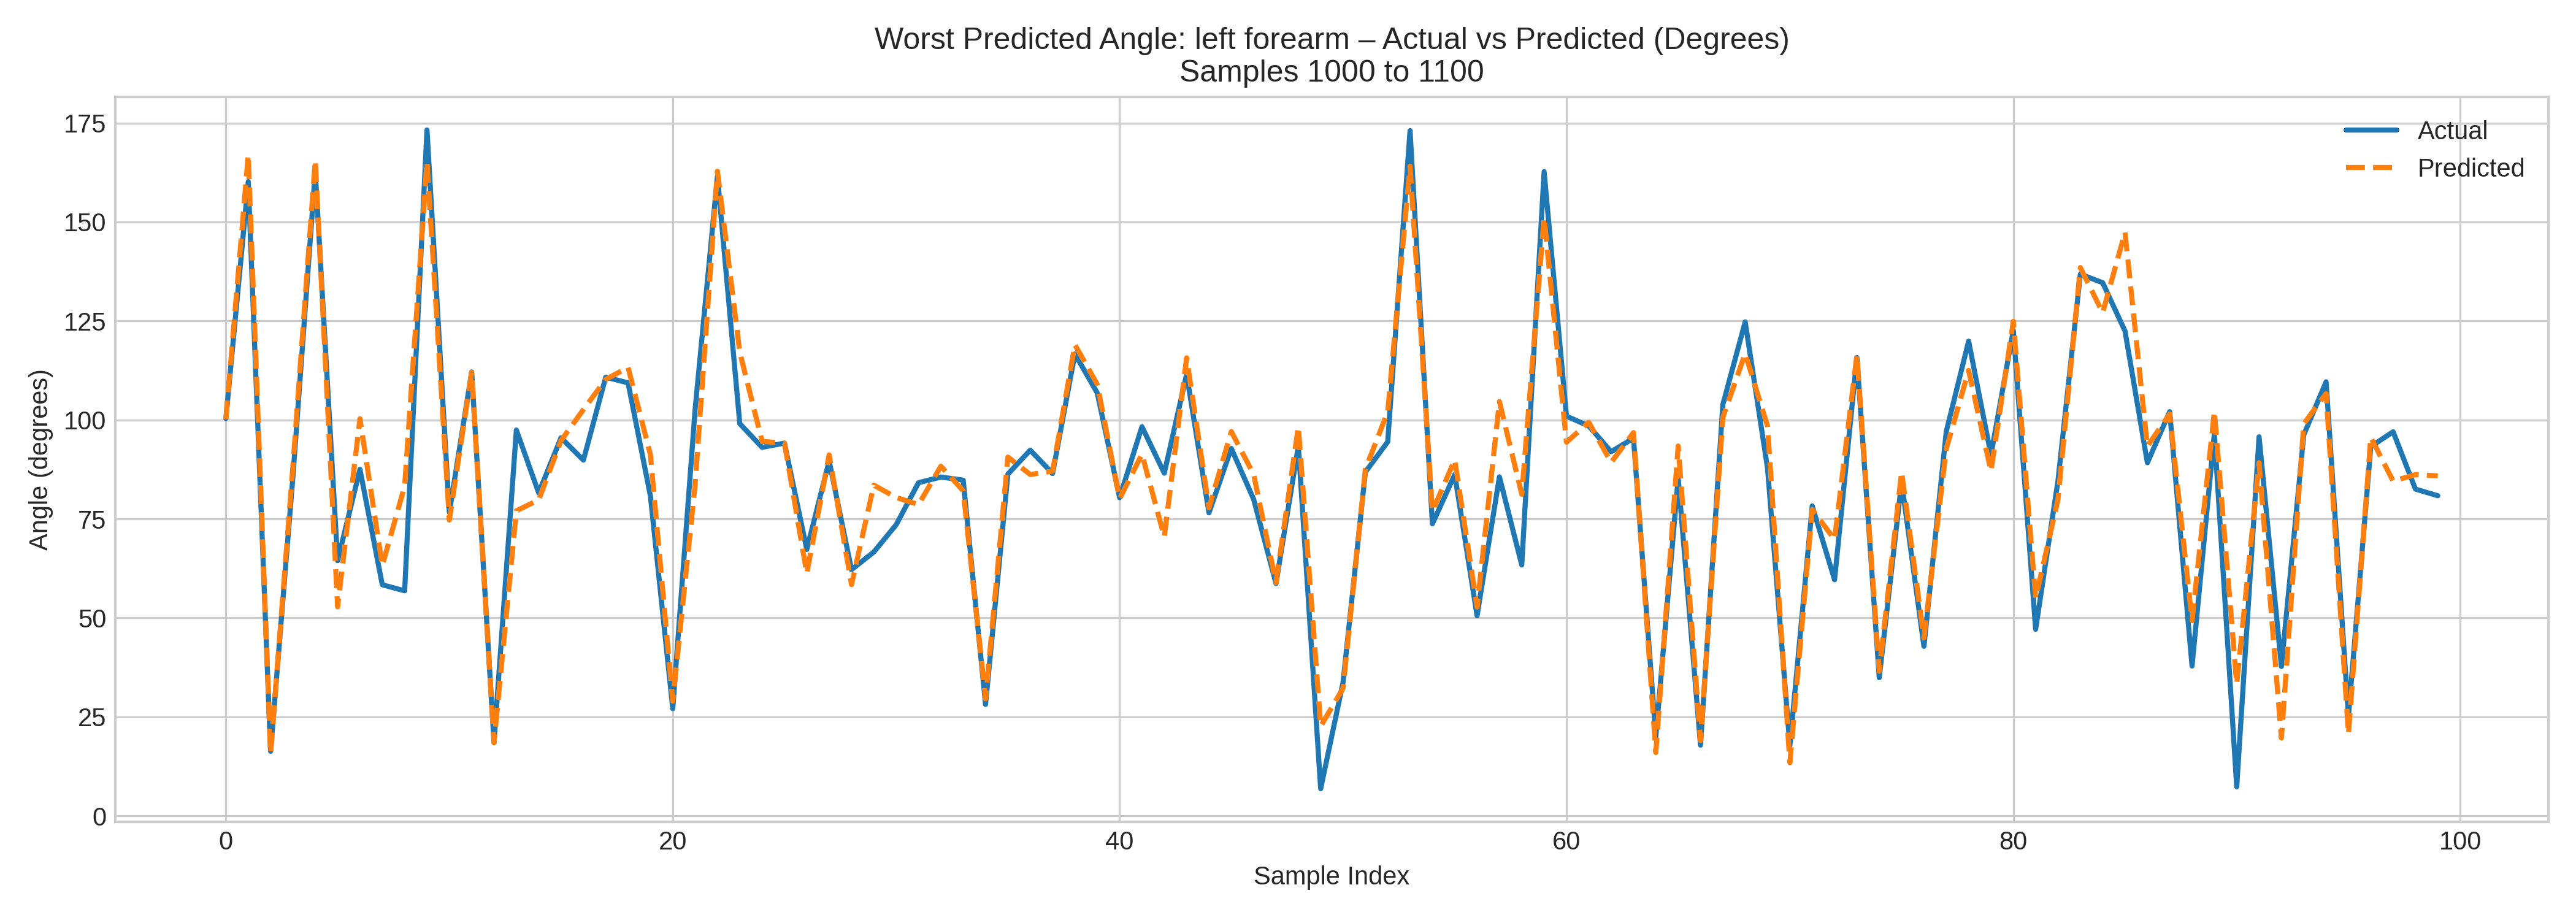 Worst Predicted Angle: left forearm – Actual vs Predicted (Degrees)
Samples 1000 to 1100
Actual
Predicted
Angle (degrees)
175
150
125
100
75
50
25
0
0
20
40
60
80
100
Sample Index